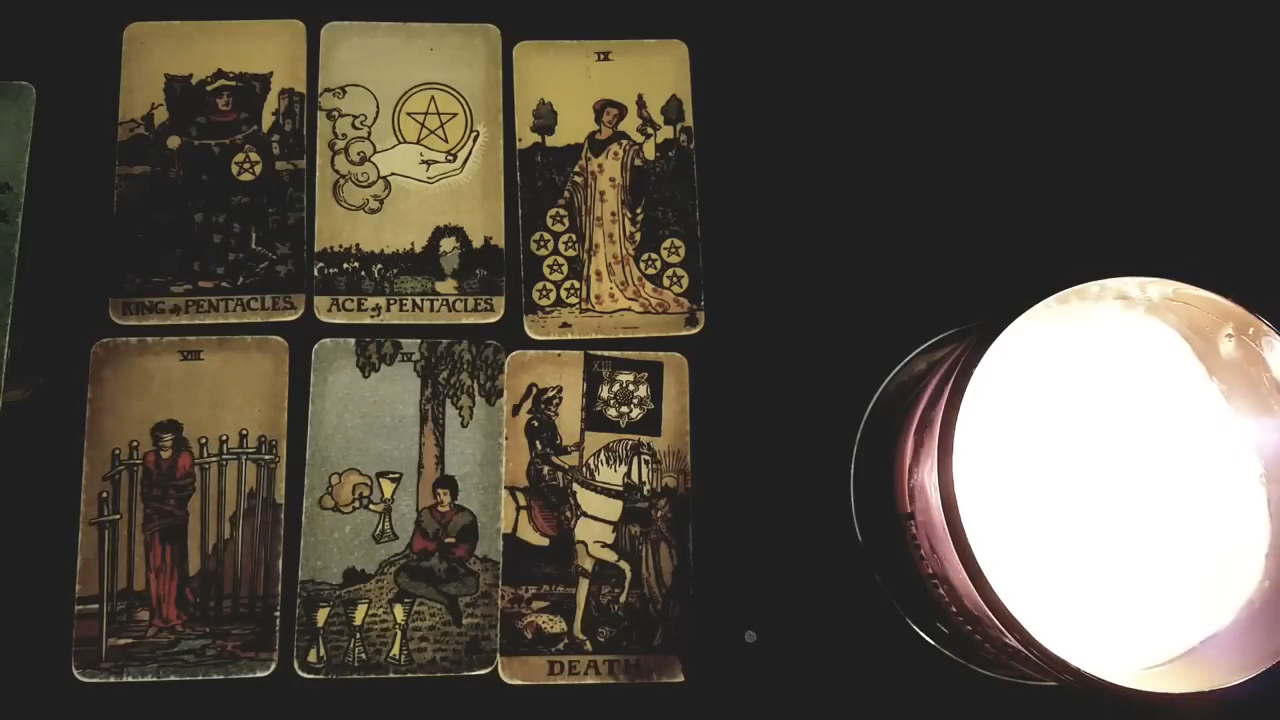 KING of PENTACLES.
ACE of PENTACLES.
IX
VIII
IV
XIII
DEATH.